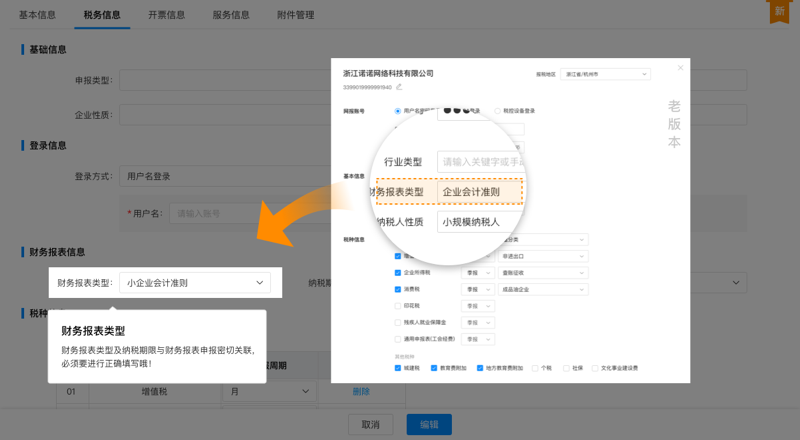 基本信息
税务信息
开票信息
服务信息
附件管理
新
基础信息
申报类型：
企业性质：
登录信息
登录方式：
用户名登录
*用户名：
请输入账号
财务报表信息
财务报表类型：
小企业会计准则
纳税期
财务报表类型
财务报表类型及纳税期限与财务报表申报密切关联，
必须要进行正确填写哦！
周期
01
增值税
月
删除
取消
编辑
浙江诺诺网络科技有限公司
报税地区
浙江省/杭州市
3399019999991940
老版本
网报账号
税控设备登录
行业类型
请输入关键字或手
基本信息
财务报表类型
企业会计准则
纳税人性质
小规模纳税人
税种信息
分类
非进出口
企业所得税
季报
查账征收
消费税
季报
成品油企业
印花税
季报
残疾人就业保障金
季报
通用申报表(工会经费)
季报
其他税种
城建税
教育费附加
地方教育费附加
个税
社保
文化事业建设费